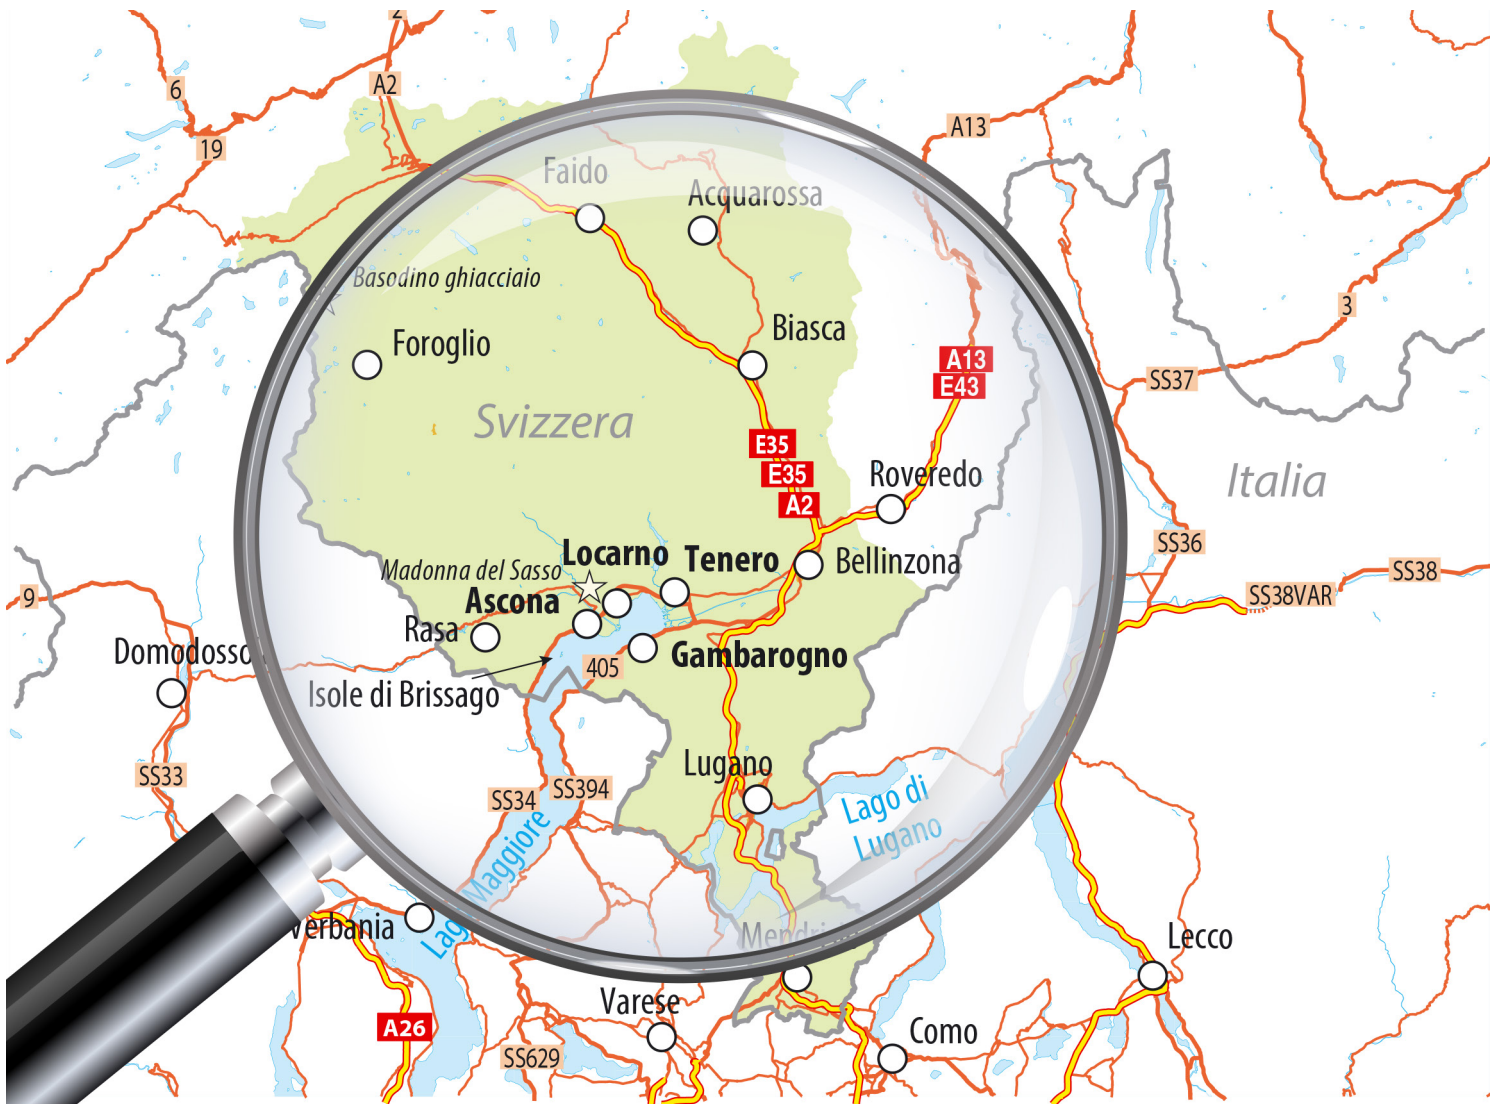 2
6
A2
19
A13
Faido
Acquarossa
Basodino ghiacciaio
3
Foroglio
Biasca
A13
E43
SS37
Svizzera
E35
E35
A2
Roveredo
Italia
Locarno
Tenero
Bellinzona
SS36
Madonna del Sasso
SS38
Ascona
SS38VAR
9
Rasa
Domodosso
Gambarogno
405
Isole di Brissago
Lugano
SS33
SS34
SS394
Lago di
Lugano
Maggiore
Verbania
Lag
Mendri
Lecco
Varese
A26
Como
SS629